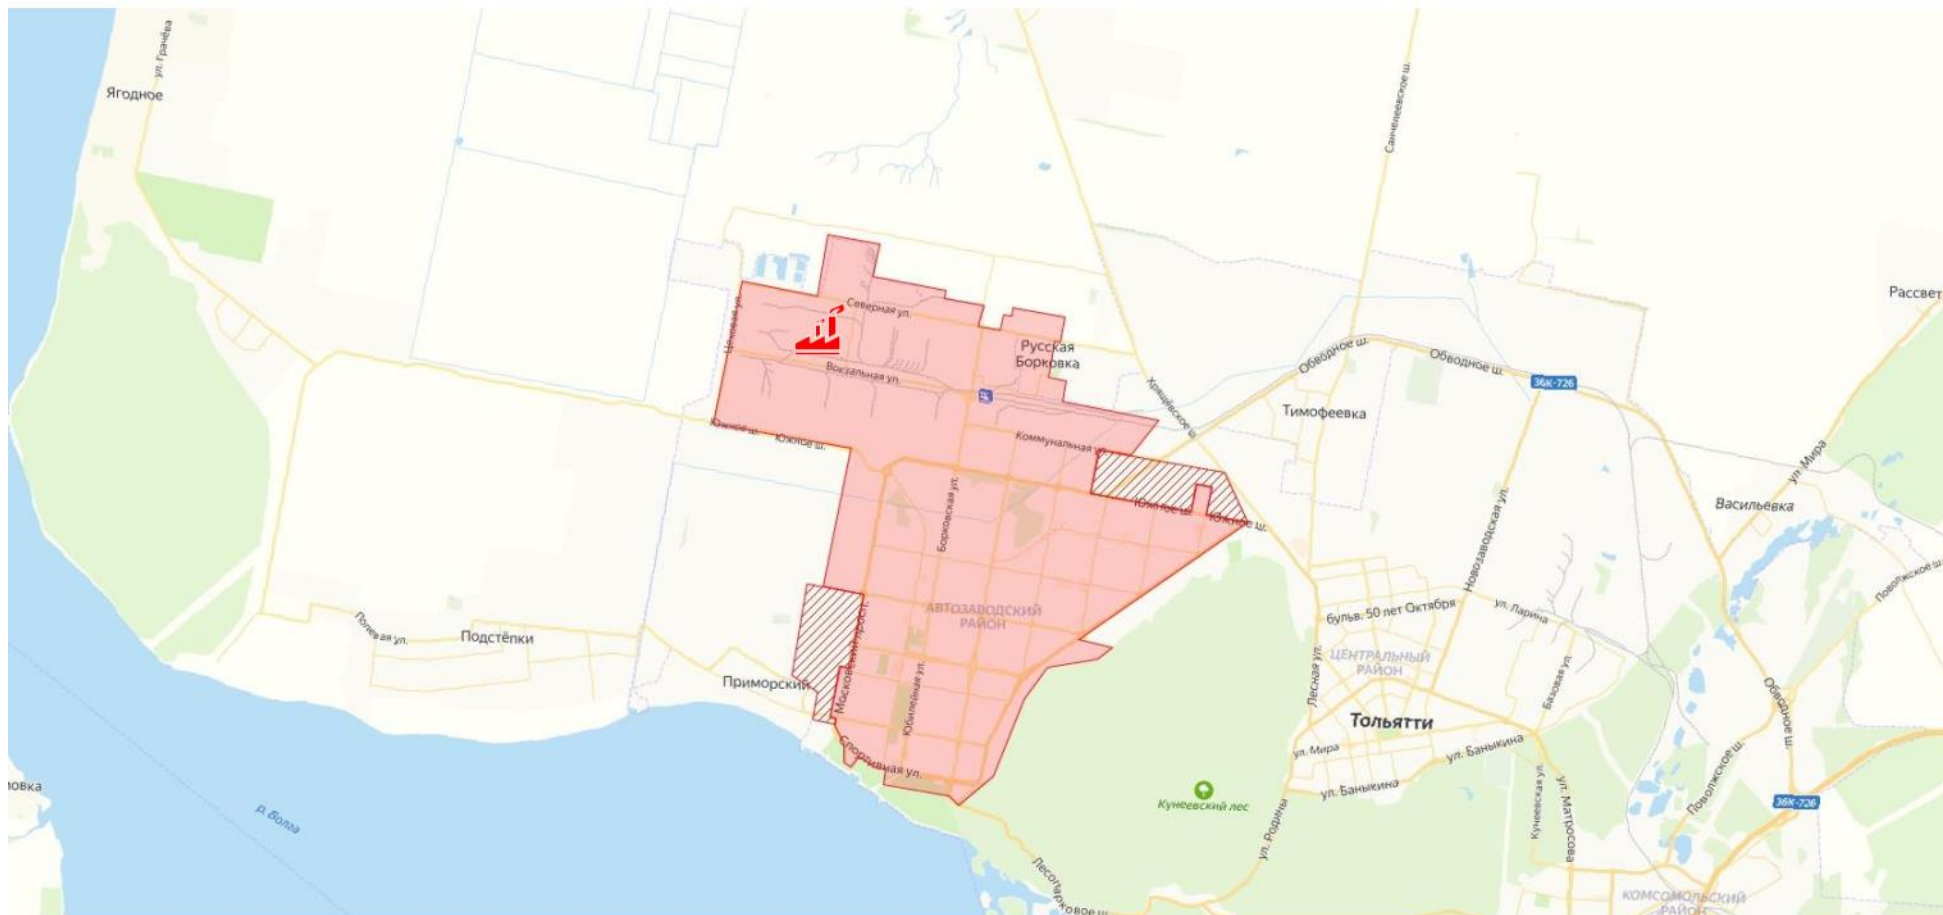 ул. Грачёва
Ягодное
Санчелеевское ш.
Рассвет
Северная ул.
Цеховая ул.
Русская
Борковка
Вокзальная ул.
Обводное ш.
Обводное ш.
36К-726
Хрящёвское ш.
Тимофеевка
Южное ш.
Южное ш.
Коммунальная ул.
ул. Мира
Васильевка
Борковская ул.
Южное ш.
Южное ш.
Новозаводская ул.
Поволжское ш.
АВТОЗАВОДСКИЙ
РАЙОН
бульв. 50 лет Октября
ул. Ларина
Полевая ул.
Подстёпки
Московский просп.
Лесная ул.
ЦЕНТРАЛЬНЫЙ
РАЙОН
Базовая ул.
Приморский
Юбилейная ул.
Обводное ш.
Тольятти
Спортивная ул.
ул. Мира
ул. Баныкина
Поволжское ш.
овка
р. Волга
Кунеевский лес
ул. Баныкина
Кунеевская ул.
ул. Матросова
36К-726
ул. Родины
Лесопарковое ш.
КОМСОМОЛЬСКИЙ
РАЙОН